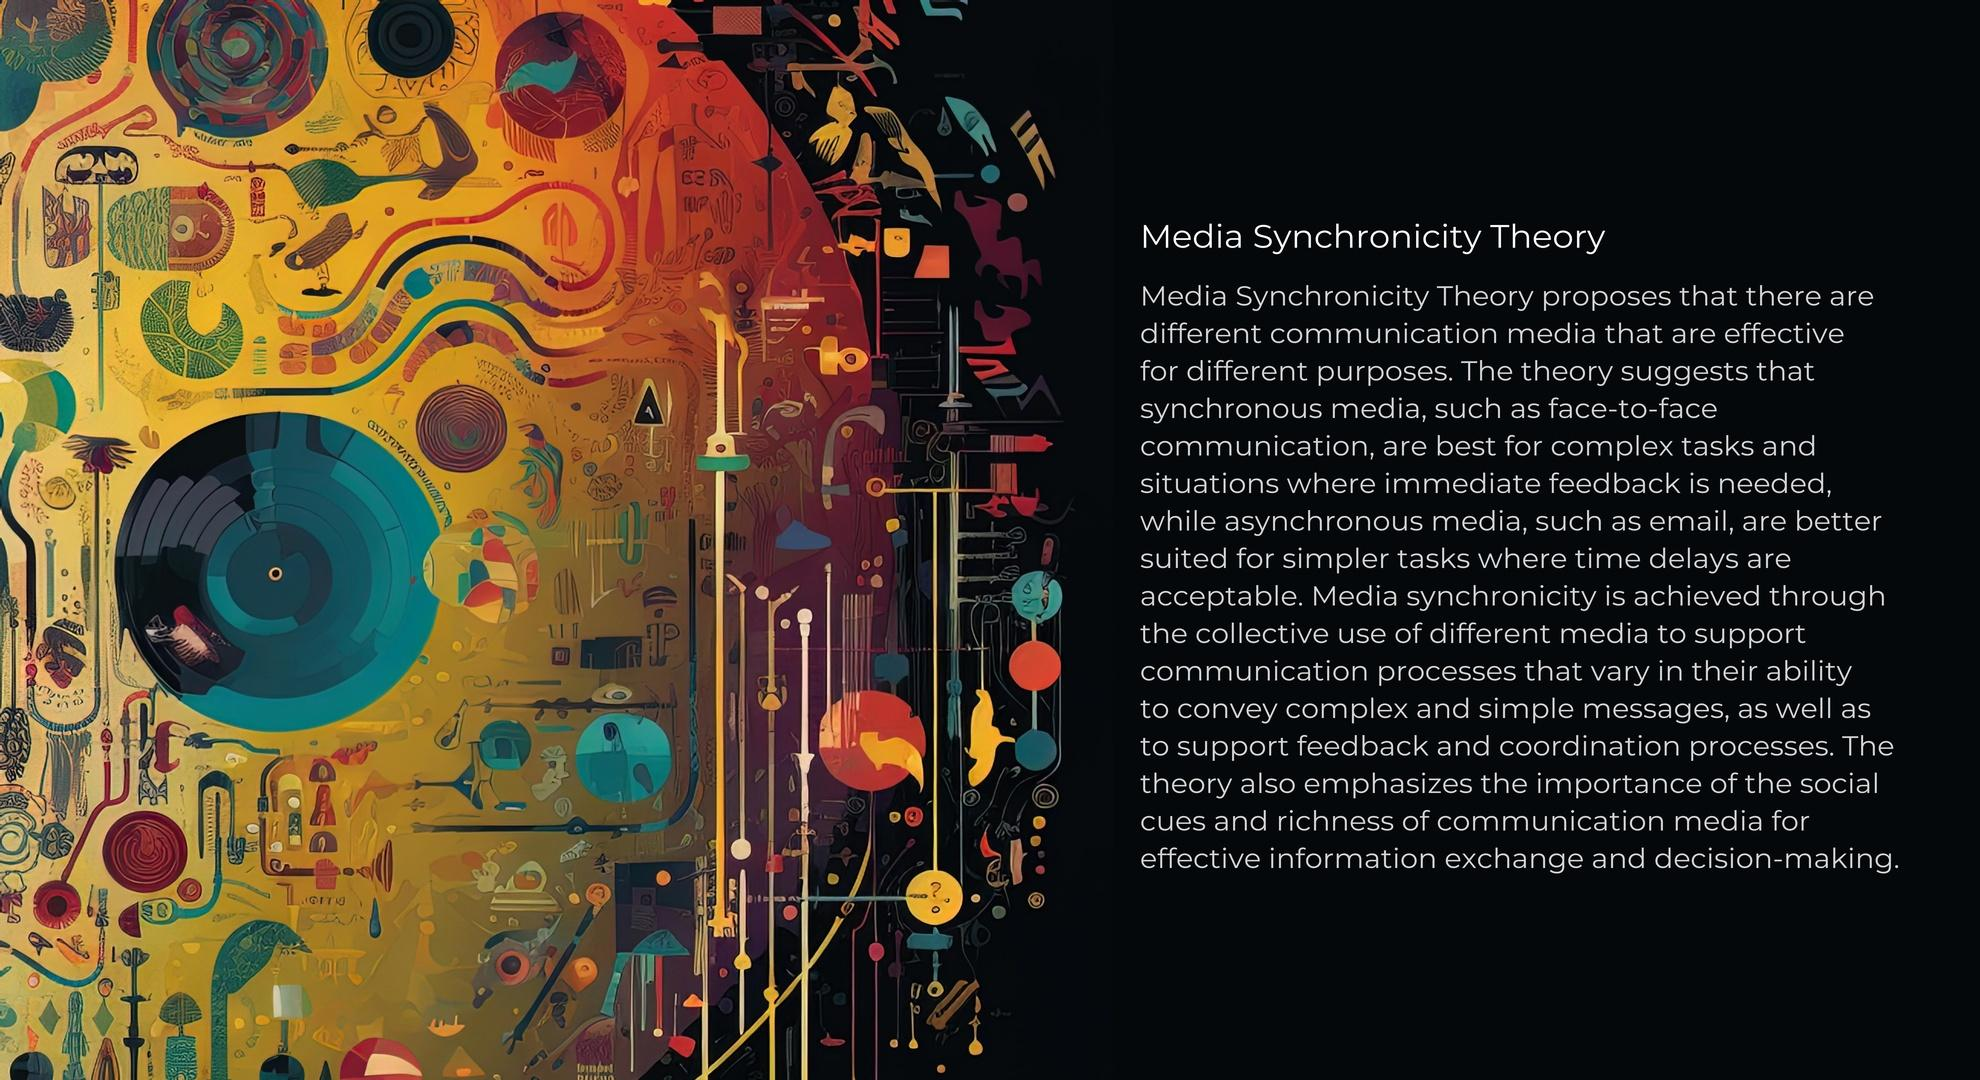 Media Synchronicity Theory
Media Synchronicity Theory proposes that there are
different communication media that are effective
for different purposes. The theory suggests that
synchronous media, such as face-to-face
communication, are best for complex tasks and
situations where immediate feedback is needed,
while asynchronous media, such as email, are better
suited for simpler tasks where time delays are
acceptable. Media synchronicity is achieved through
the collective use of different media to support
communication processes that vary in their ability
to convey complex and simple messages, as well as
to support feedback and coordination processes. The
theory also emphasizes the importance of the social
cues and richness of communication media for
effective information exchange and decision-making.